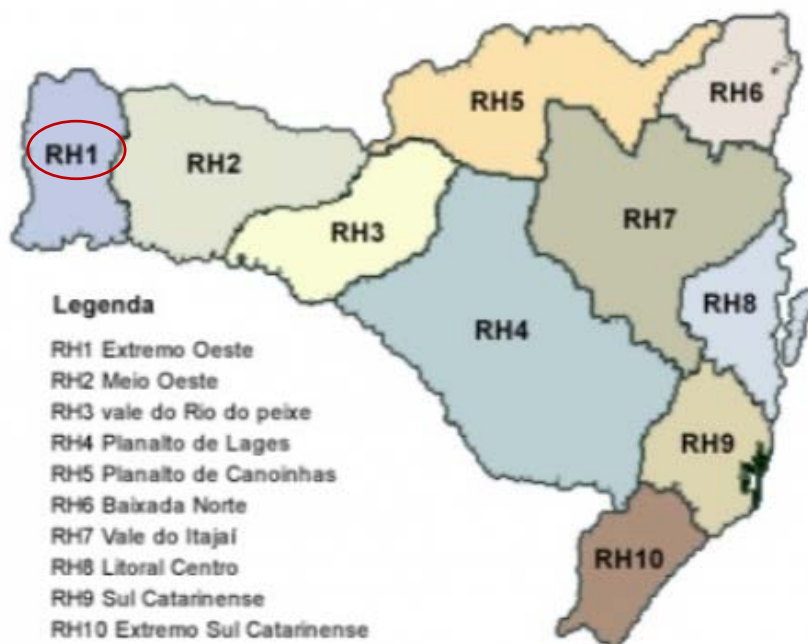 RH1
RH2
RH3
RH4
RH5
RH6
RH7
RH8
RH9
RH10
Legenda
RH1 Extremo Oeste
RH2 Meio Oeste
RH3 vale do Rio do peixe
RH4 Planalto de Lages
RH5 Planalto de Canoinhas
RH6 Baixada Norte
RH7 Vale do Itajaí
RH8 Litoral Centro
RH9 Sul Catarinense
RH10 Extremo Sul Catarinense